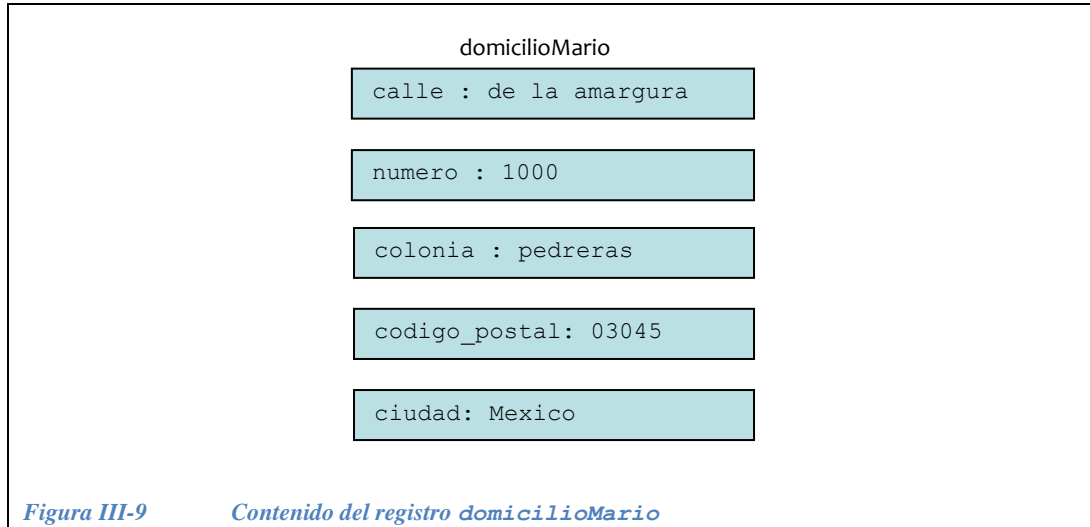 domicilioMario
calle : de la amargura
numero : 1000
colonia : pedreras
codigo_postal: 03045
ciudad: Mexico
Figura III-9 Contenido del registro domicilioMario